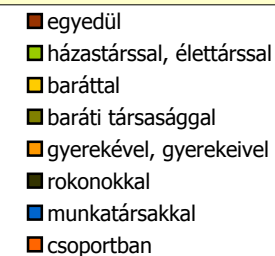 egyedül
házastárssal, élettárssal
baráttal
baráti társasággal
gyerekével, gyerekeivel
rokonokkal
munkatársakkal
csoportban